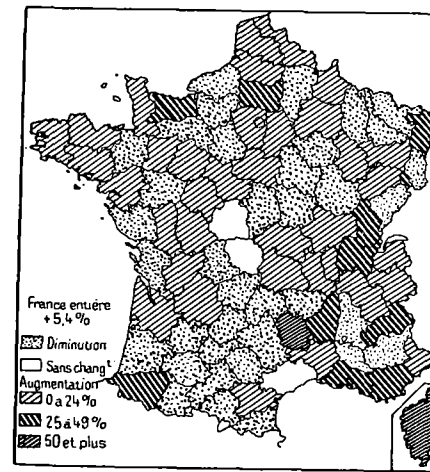 France entière
+5,4%
Diminution
Sans chang.t
Augmentation
0 à 24%
25 à 49%
50 et plus